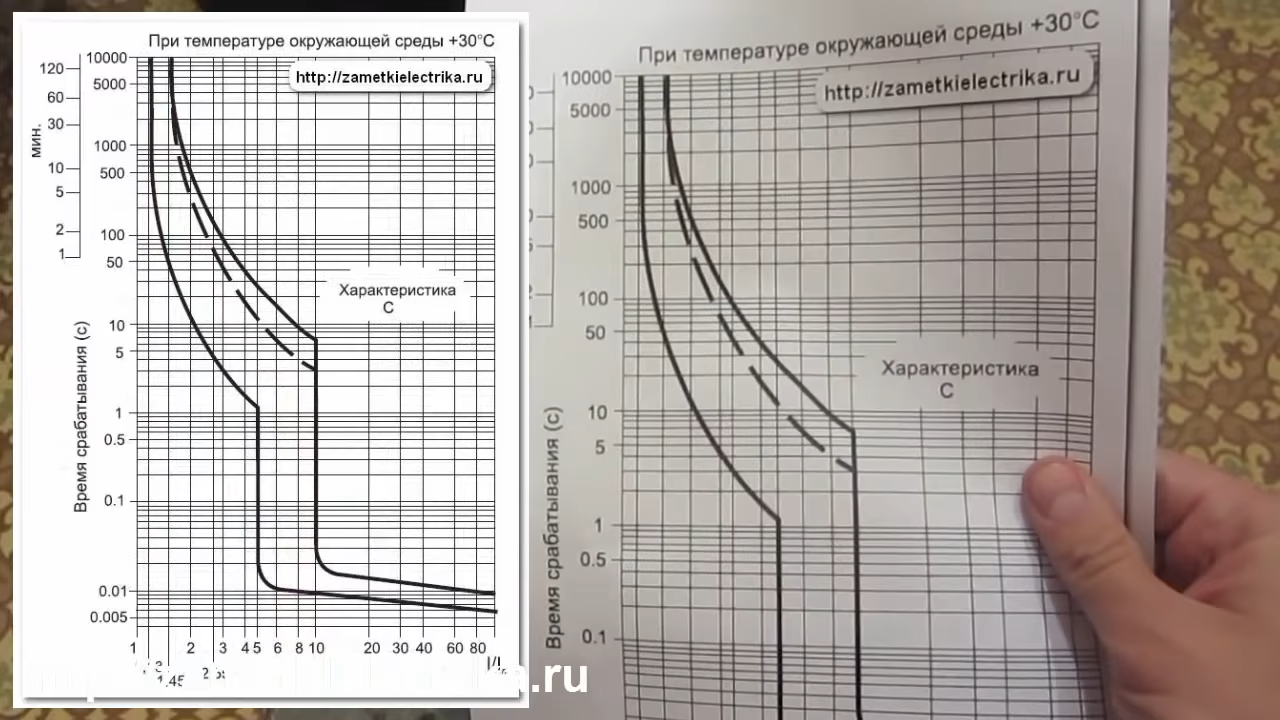 При температуре окружающей среды +30°С
http://zametkielectrika.ru
мин.
120
60
30
10
5
2
1
10000
5000
1000
500
100
50
10
5
1
0.5
0.1
0.01
0.005
Время срабатывания (с)
Характеристика
С
1 2 3 4 5 6 8 10 20 30 40 60 80
1.45
При температуре окружающей среды +30°С
http://zametkielectrika.ru
10000
5000
1000
500
100
50
10
5
1
0.5
0.1
Время срабатывания (с)
Характеристика
С